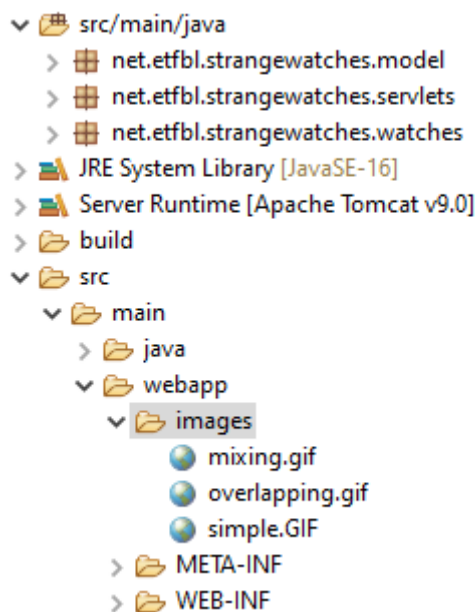 src/main/java
net.etfbl.strangewatches.model
net.etfbl.strangewatches.servlets
net.etfbl.strangewatches.watches
JRE System Library [JavaSE-16]
Server Runtime [Apache Tomcat v9.0]
build
src
main
java
webapp
images
mixing.gif
overlapping.gif
simple.GIF
META-INF
WEB-INF